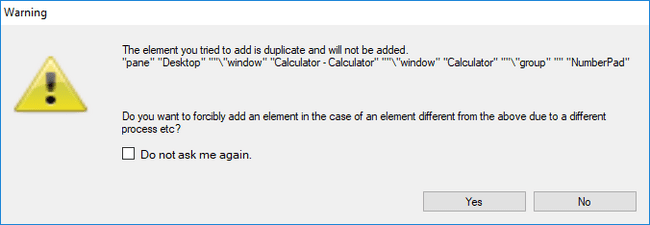 Warning
The element you tried to add is duplicate and will not be added.
"pane" "Desktop" ""\"window" "Calculator - Calculator" ""\"window" "Calculator" ""\"group" "" "NumberPad"
Do you want to forcibly add an element in the case of an element different from the above due to a different
process etc?
Do not ask me again.
Yes
No